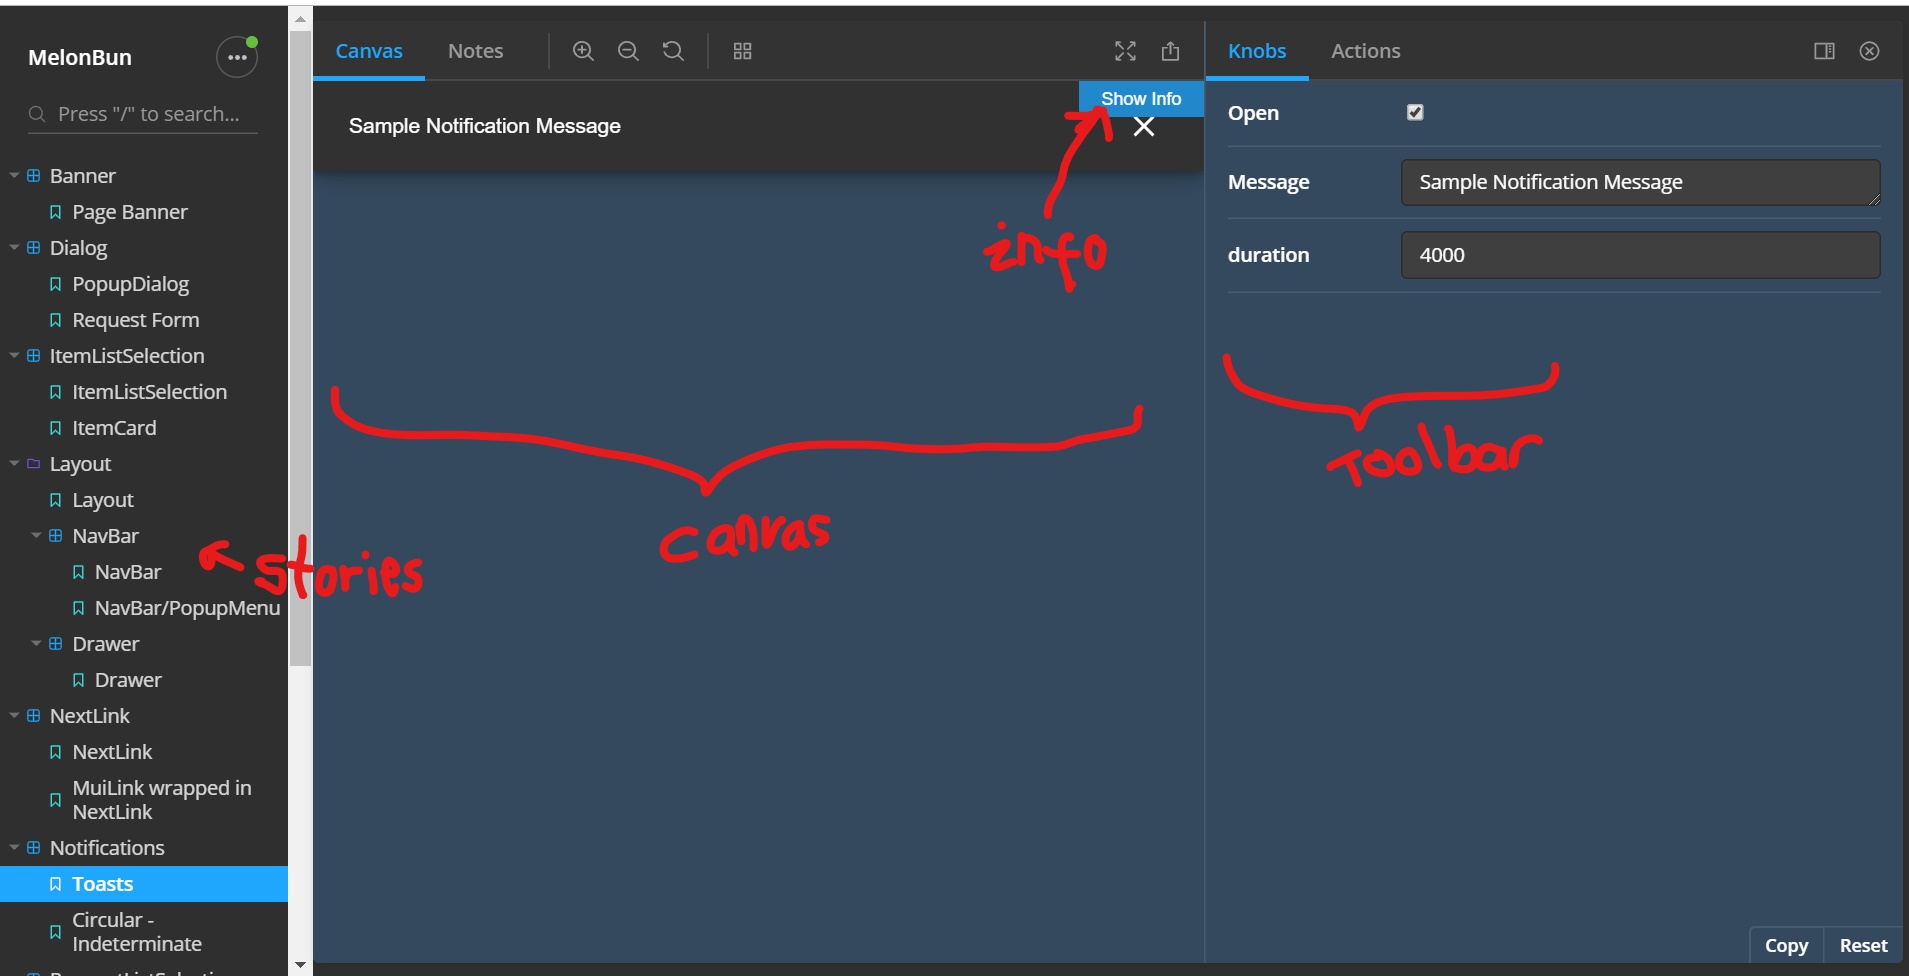 MelonBun
Press "/" to search...
Banner
Page Banner
Dialog
PopupDialog
Request Form
ItemListSelection
ItemListSelection
ItemCard
Layout
Layout
NavBar
NavBar
NavBar/PopupMenu
Drawer
Drawer
NextLink
NextLink
MuiLink wrapped in
NextLink
Notifications
Toasts
Circular -
Indeterminate
stories
Canvas Notes
Show Info
Sample Notification Message
info
canvas
Knobs Actions
Open
Message Sample Notification Message
duration 4000
Toolbar
Copy Reset